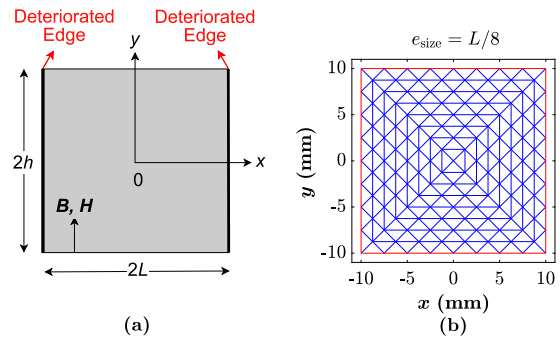 Deteriorated
Edge
Deteriorated
Edge
y
x
0
2h
B, H
2L
(a)
e_size = L/8
10
5
0
-5
-10
y (mm)
-10
-5
0
5
10
x (mm)
(b)